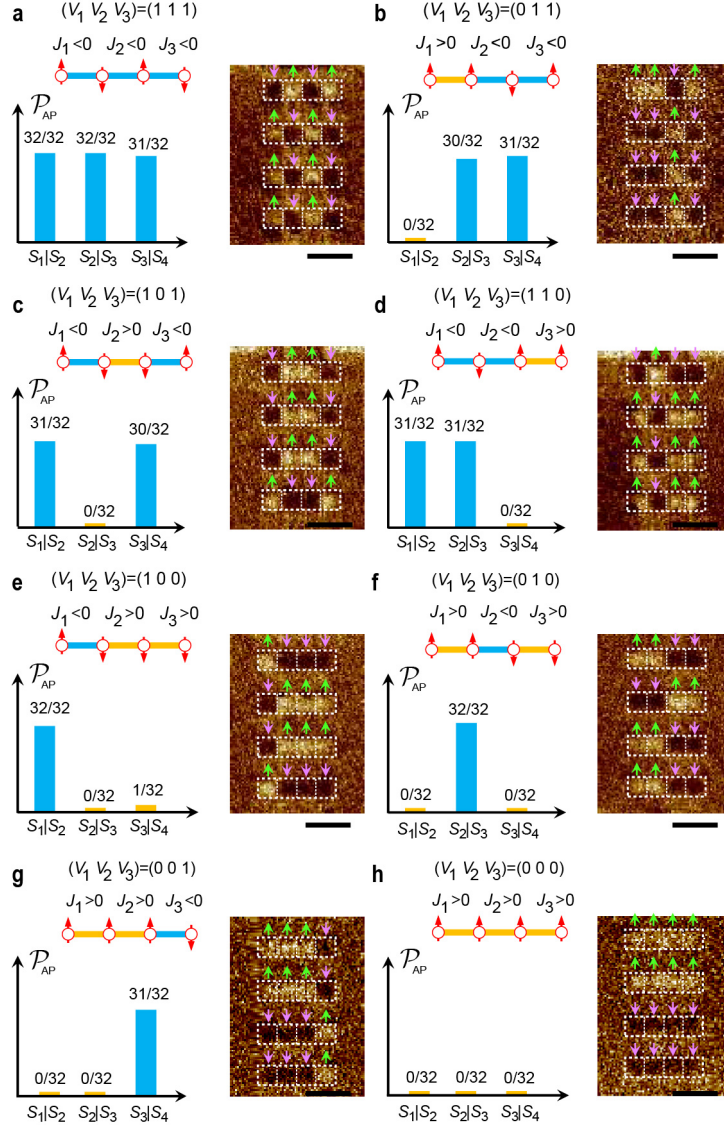 a
(V1 V2 V3)=(1 1 1)
J1<0 J2<0 J3<0
PAP
32/32 32/32 31/32
S1|S2 S2|S3 S3|S4
b
(V1 V2 V3)=(0 1 1)
J1>0 J2<0 J3<0
PAP
0/32 30/32 31/32
S1|S2 S2|S3 S3|S4
c
(V1 V2 V3)=(1 0 1)
J1<0 J2>0 J3<0
PAP
31/32 0/32 30/32
S1|S2 S2|S3 S3|S4
d
(V1 V2 V3)=(1 1 0)
J1<0 J2<0 J3>0
PAP
31/32 31/32 0/32
S1|S2 S2|S3 S3|S4
e
(V1 V2 V3)=(1 0 0)
J1<0 J2>0 J3>0
PAP
32/32 0/32 1/32
S1|S2 S2|S3 S3|S4
f
(V1 V2 V3)=(0 1 0)
J1>0 J2<0 J3>0
PAP
0/32 32/32 0/32
S1|S2 S2|S3 S3|S4
g
(V1 V2 V3)=(0 0 1)
J1>0 J2>0 J3<0
PAP
0/32 0/32 31/32
S1|S2 S2|S3 S3|S4
h
(V1 V2 V3)=(0 0 0)
J1>0 J2>0 J3>0
PAP
0/32 0/32 0/32
S1|S2 S2|S3 S3|S4